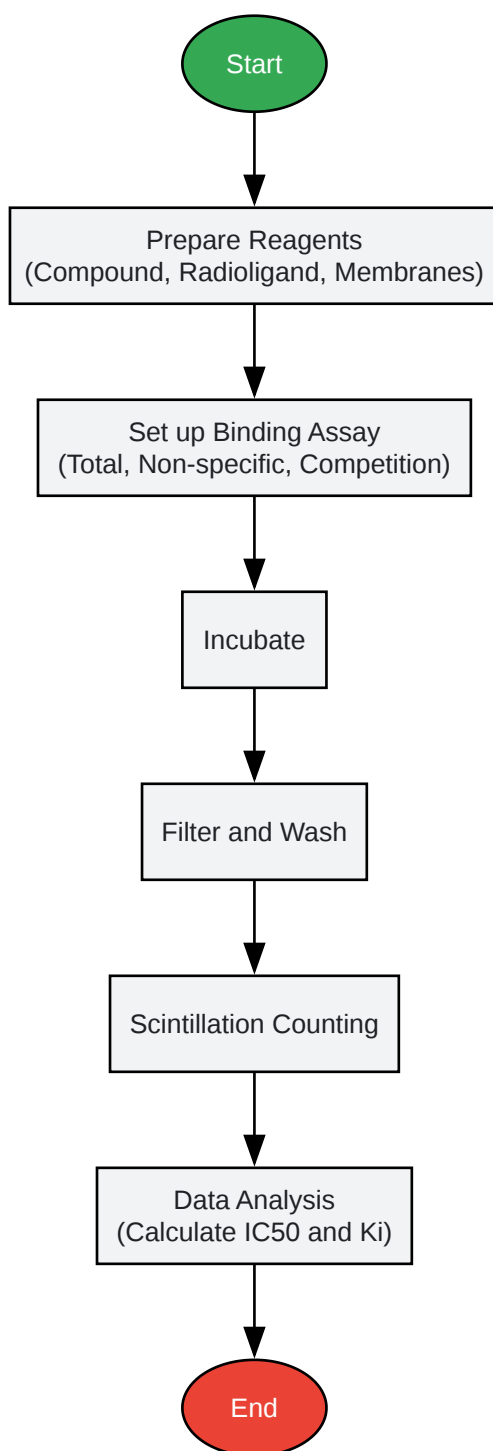 Start
Prepare Reagents
(Compound, Radioligand, Membranes)
Set up Binding Assay
(Total, Non-specific, Competition)
Incubate
Filter and Wash
Scintillation Counting
Data Analysis
(Calculate IC50 and Ki)
End